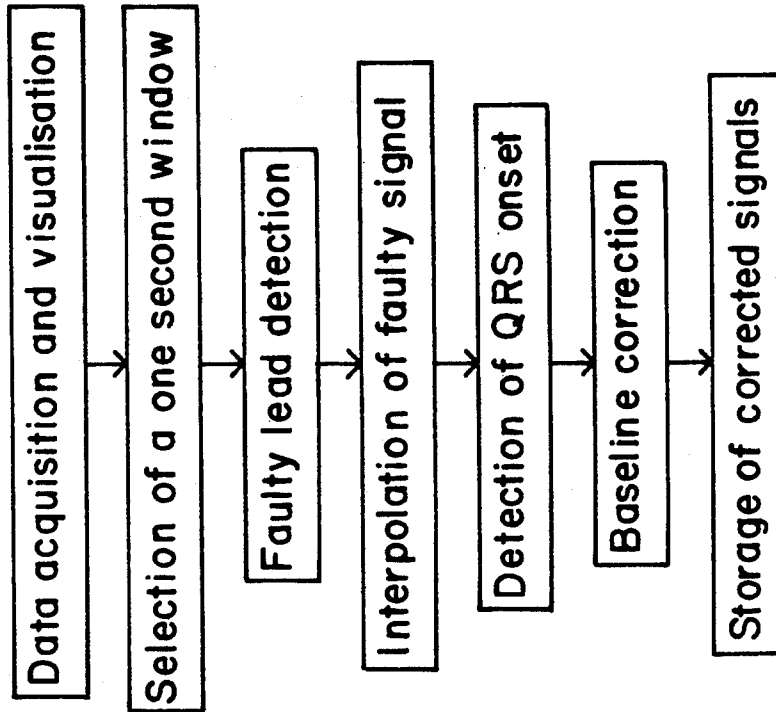 Data acquisition and visualisation
Selection of a one second window
Faulty lead detection
Interpolation of faulty signal
Detection of QRS onset
Baseline correction
Storage of corrected signals